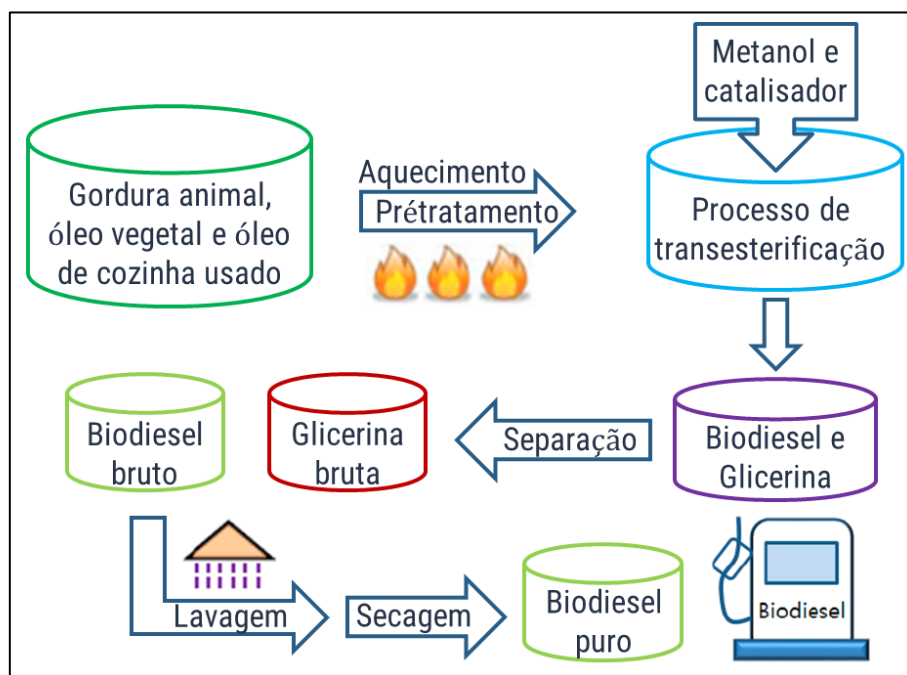 Metanol e
catalisador
Gordura animal,
óleo vegetal e óleo
de cozinha usado
Aquecimento
Prétratamento
Processo de
transesterificação
Biodiesel
bruto
Glicerina
bruta
Separação
Biodiesel e
Glicerina
Lavagem
Secagem
Biodiesel
puro
Biodiesel